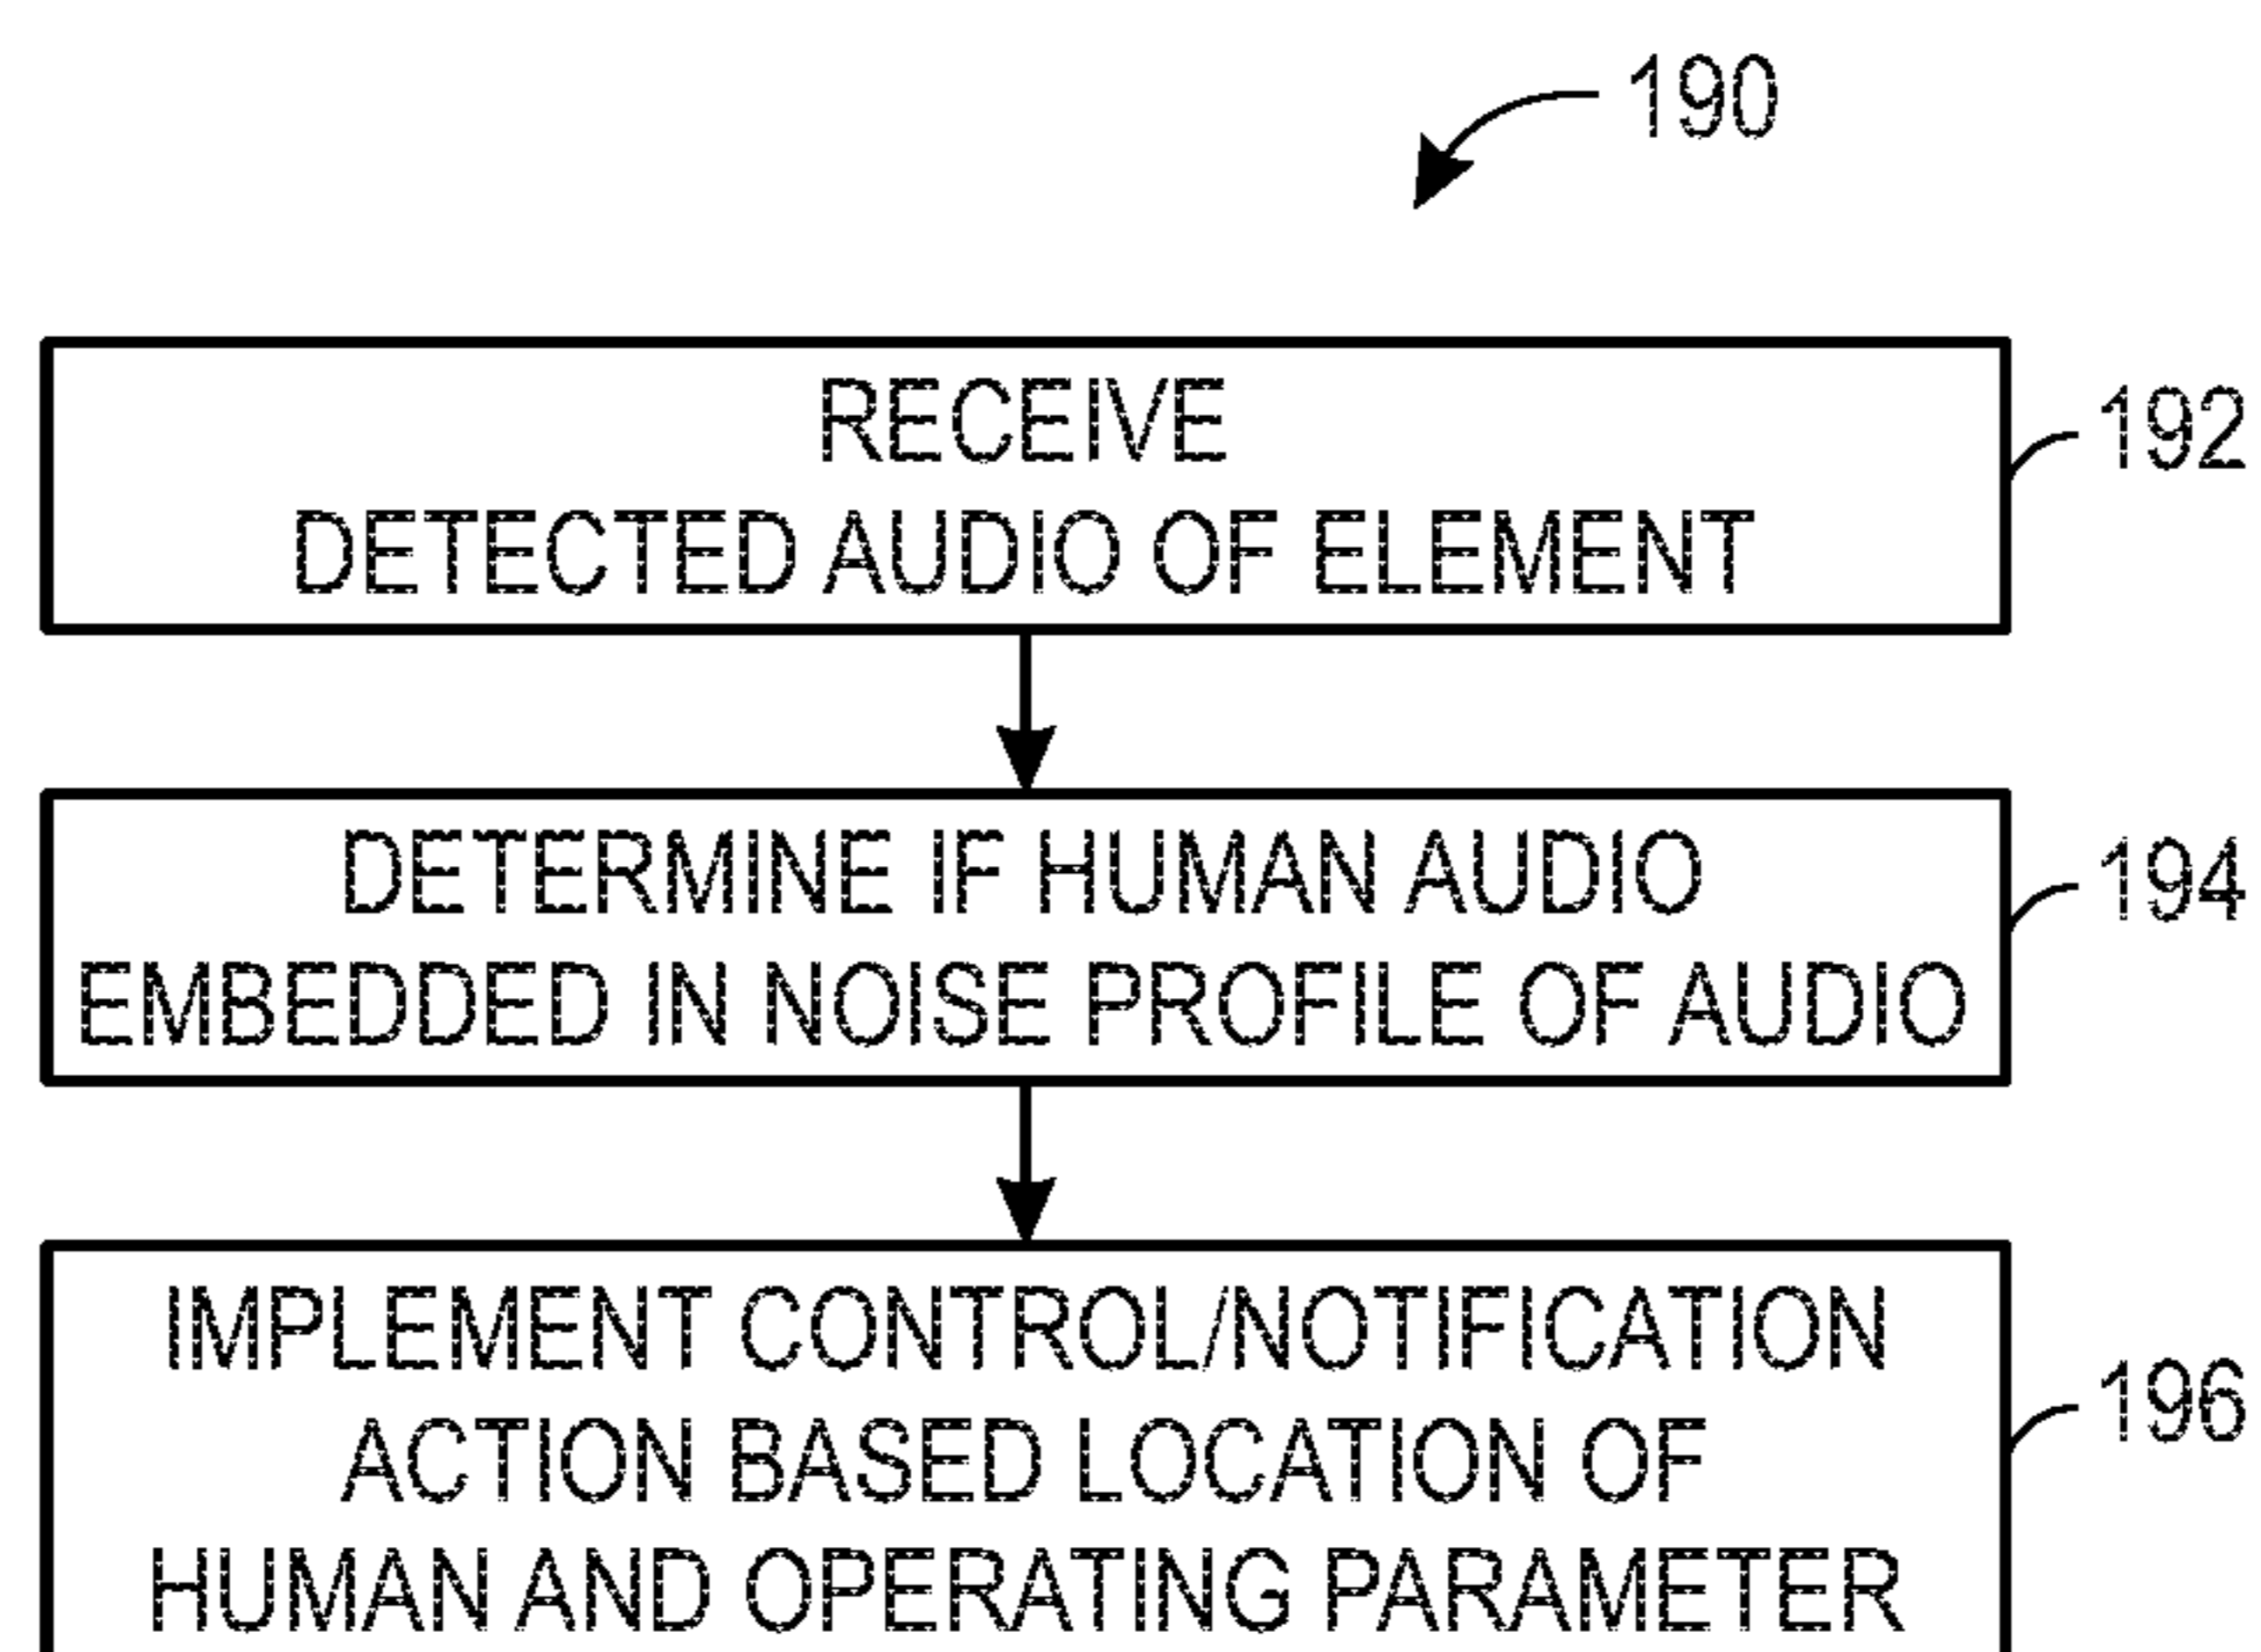 190
RECEIVE
DETECTED AUDIO OF ELEMENT
192
DETERMINE IF HUMAN AUDIO
EMBEDDED IN NOISE PROFILE OF AUDIO
194
IMPLEMENT CONTROL/NOTIFICATION
ACTION BASED LOCATION OF
HUMAN AND OPERATING PARAMETER
196